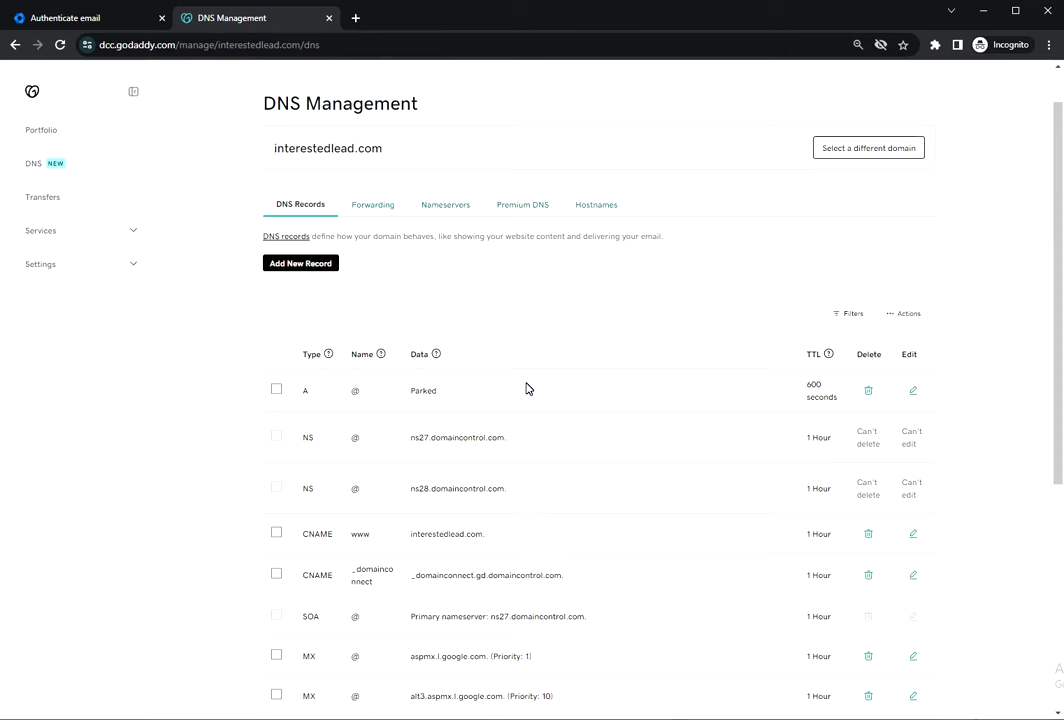 Authenticate email
DNS Management
dcc.godaddy.com/manage/interestedlead.com/dns
Incognito
DNS Management
Portfolio
interestedlead.com
Select a different domain
DNS NEW
Transfers
DNS Records Forwarding Nameservers Premium DNS Hostnames
Services
DNS records define how your domain behaves, like showing your website content and delivering your email.
Settings
Add New Record
Filters Actions
Type Name Data TTL Delete Edit
A @ Parked 600 seconds
NS @ ns27.domaincontrol.com. 1 Hour Can't delete Can't edit
NS @ ns28.domaincontrol.com. 1 Hour Can't delete Can't edit
CNAME www interestedlead.com. 1 Hour
CNAME _domainconnect _domainconnect.gd.domaincontrol.com. 1 Hour
SOA @ Primary nameserver: ns27.domaincontrol.com. 1 Hour
MX @ aspmx.l.google.com. (Priority: 1) 1 Hour
MX @ alt3.aspmx.l.google.com. (Priority: 10) 1 Hour